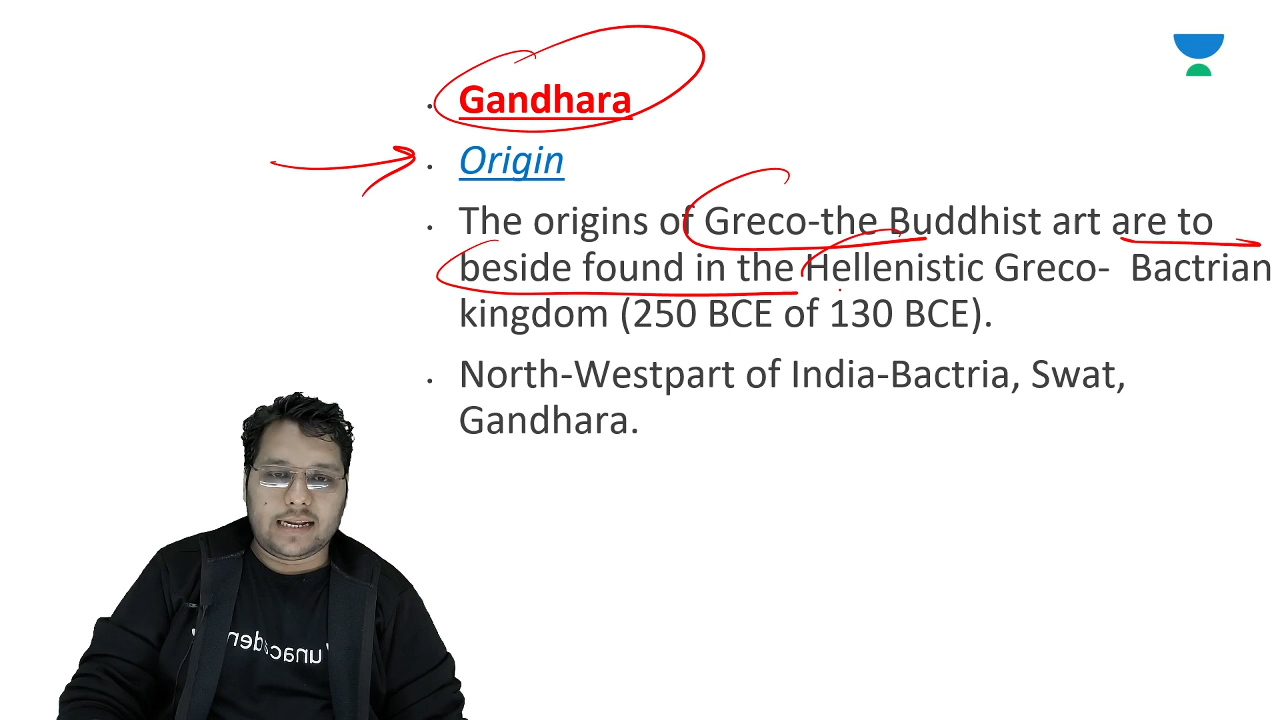 Gandhara
Origin
The origins of Greco-the Buddhist art are to
beside found in the Hellenistic Greco- Bactrian
kingdom (250 BCE of 130 BCE).
North-Westpart of India-Bactria, Swat,
Gandhara.
unacadem